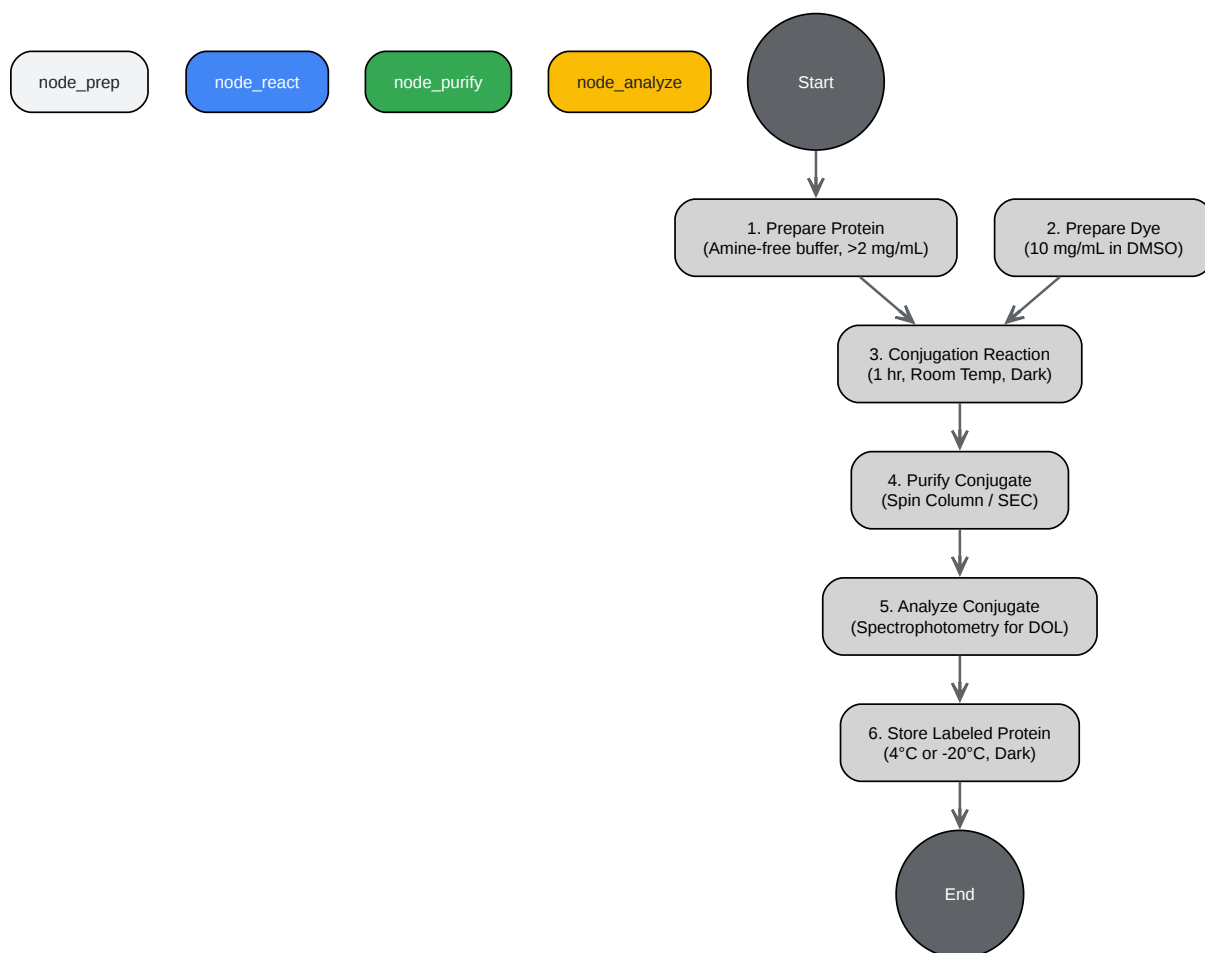 node_prep
node_react
node_purify
node_analyze
Start
1. Prepare Protein
(Amine-free buffer, >2 mg/mL)
2. Prepare Dye
(10 mg/mL in DMSO)
3. Conjugation Reaction
(1 hr, Room Temp, Dark)
4. Purify Conjugate
(Spin Column / SEC)
5. Analyze Conjugate
(Spectrophotometry for DOL)
6. Store Labeled Protein
(4°C or -20°C, Dark)
End